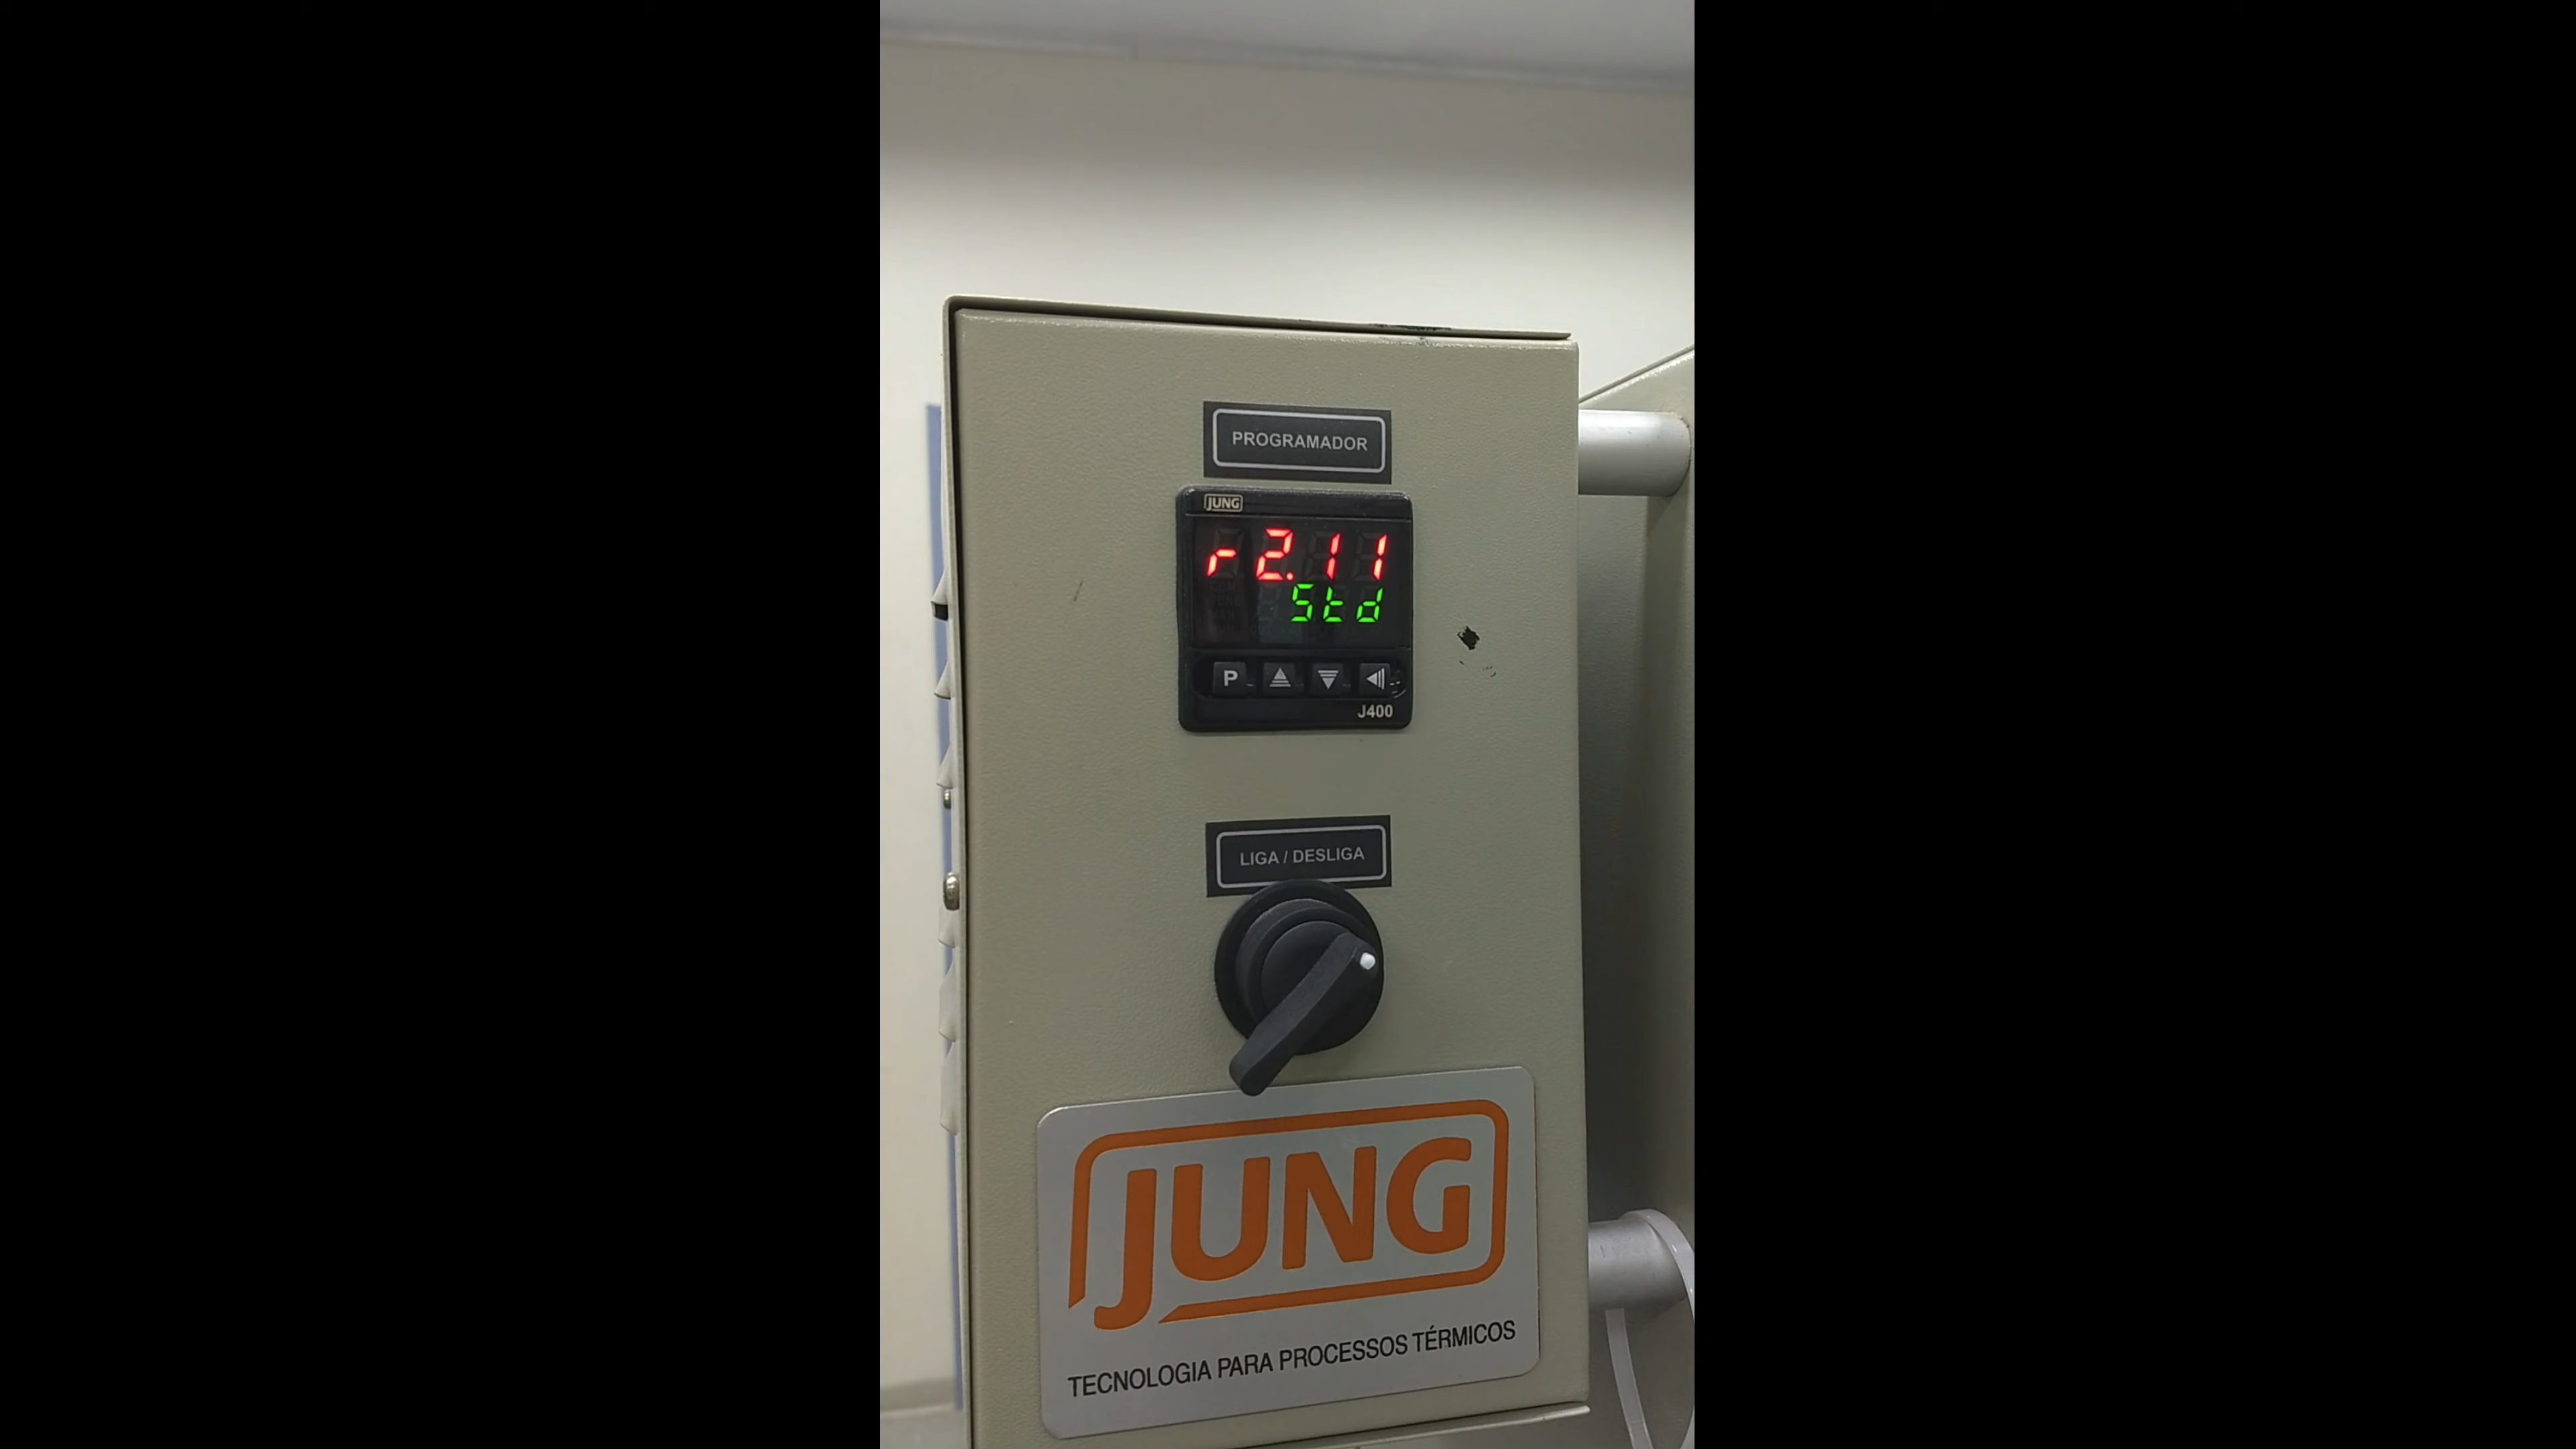 PROGRAMADOR
JUNG
r2.11
Std
P
J400
LIGA / DESLIGA
JUNG
TECNOLOGIA PARA PROCESSOS TÉRMICOS